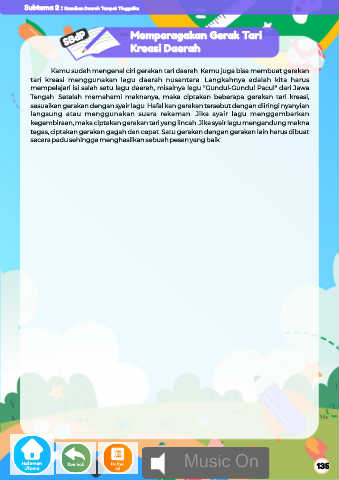 Subtema 2 : Keunikan Daerah Tempat Tinggalku
SBdP
Memperagakan Gerak Tari
Kreasi Daerah
Kamu sudah mengenal ciri gerakan tari daerah. Kamu juga bisa membuat gerakan
tari kreasi menggunakan lagu daerah nusantara. Langkahnya adalah kita harus
mempelajari isi salah satu lagu daerah, misalnya lagu "Gundul-Gundul Pacul" dari Jawa
Tengah. Setelah memahami maknanya, maka ciptakan beberapa gerakan tari kreasi,
sesuaikan gerakan dengan syair lagu. Hafalkan gerakan tersebut dengan diiringi nyanyian
langsung atau menggunakan suara rekaman. Jika syair lagu menggembarkan
kegembiraan, maka ciptakan gerakan tari yang lincah. Jika syair lagu mengandung makna
tegas, ciptakan gerakan gagah dan cepat. Satu gerakan dengan gerakan lain harus dibuat
secara padu sehingga menghasilkan sebuah pesan yang baik.
Halaman
Utama
Kembali
Music On
136